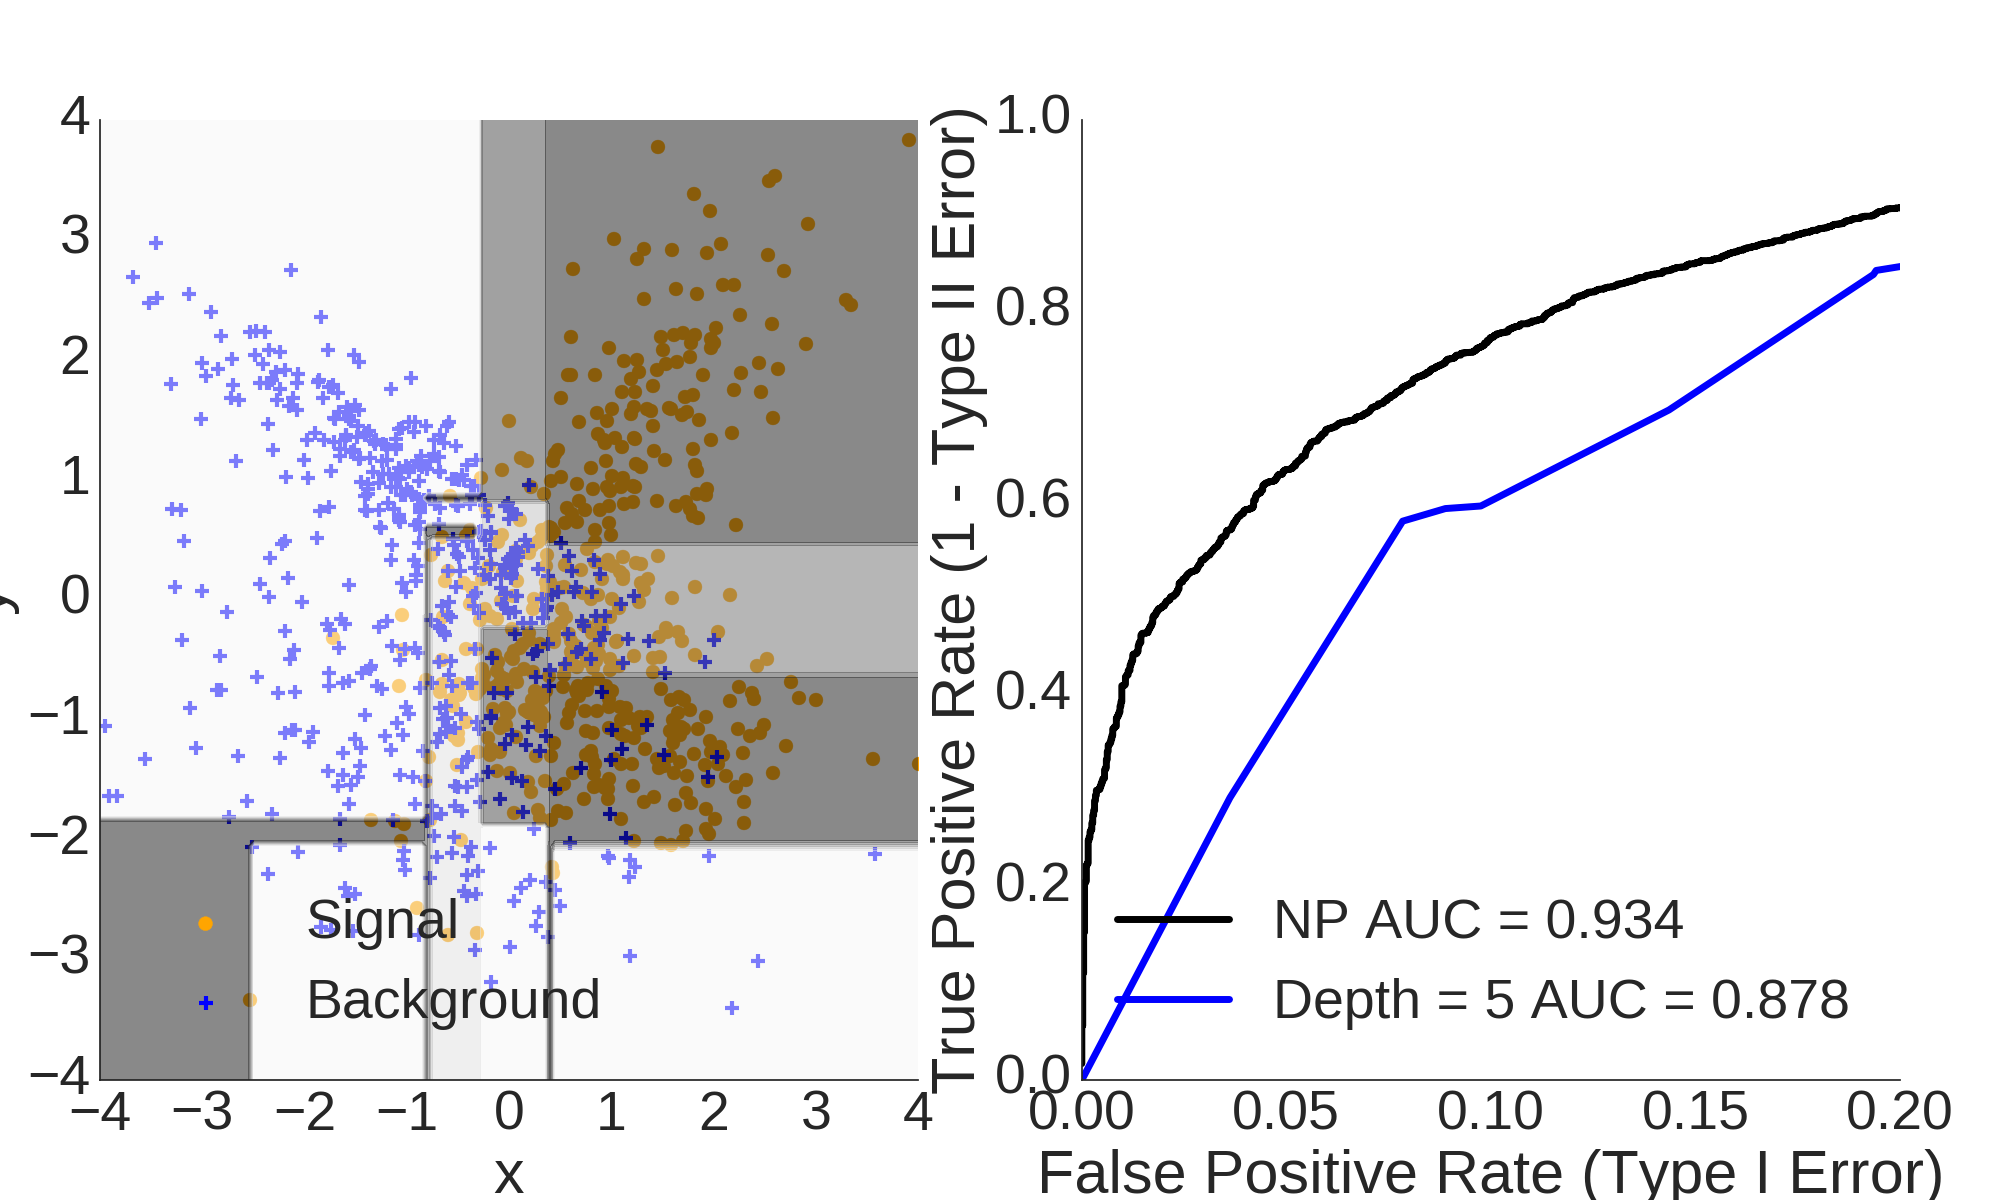 4
3
2
1
0
−1
−2
−3
−4
y
−4 −3 −2 −1 0 1 2 3 4
x
Signal
Background
True Positive Rate (1 - Type II Error)
1.0
0.8
0.6
0.4
0.2
0.0
0.00 0.05 0.10 0.15 0.20
False Positive Rate (Type I Error)
NP AUC = 0.934
Depth = 5 AUC = 0.878